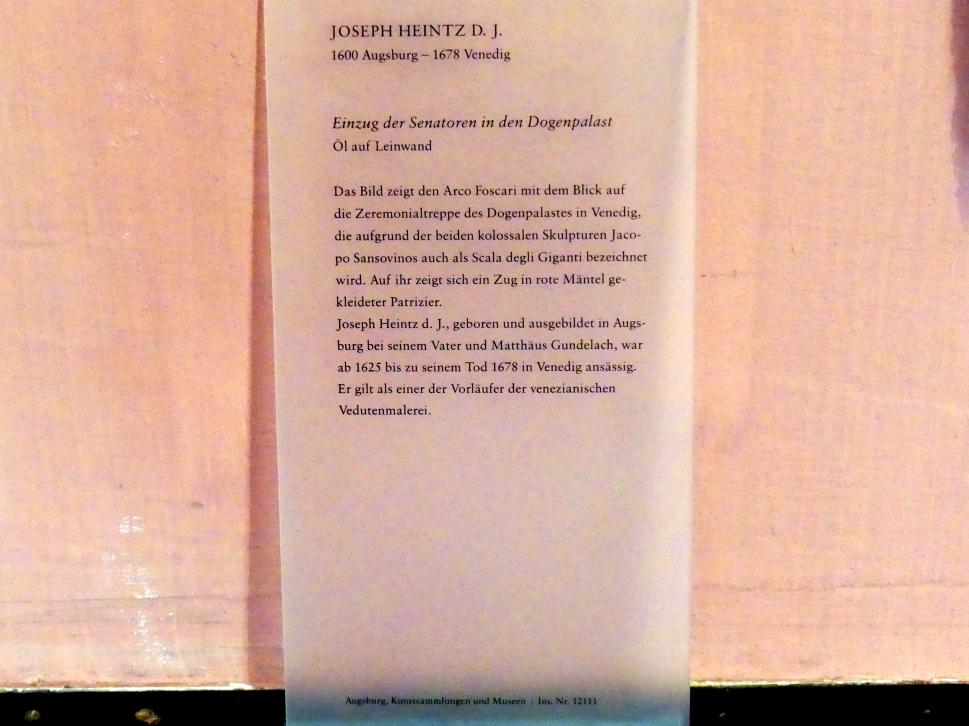 JOSEPH HEINTZ D. J.
1600 Augsburg – 1678 Venedig
Einzug der Senatoren in den Dogenpalast
Öl auf Leinwand
Das Bild zeigt den Arco Foscari mit dem Blick auf
die Zeremonialtreppe des Dogenpalastes in Venedig,
die aufgrund der beiden kolossalen Skulpturen Jaco-
po Sansovinos auch als Scala degli Giganti bezeichnet
wird. Auf ihr zeigt sich ein Zug in rote Mäntel ge-
kleideter Patrizier.
Joseph Heintz d. J., geboren und ausgebildet in Augs-
burg bei seinem Vater und Matthäus Gundelach, war
ab 1625 bis zu seinem Tod 1678 in Venedig ansässig.
Er gilt als einer der Vorläufer der venezianischen
Vedutenmalerei.
Augsburg, Kunstsammlungen und Museen | Inv. Nr. 12111